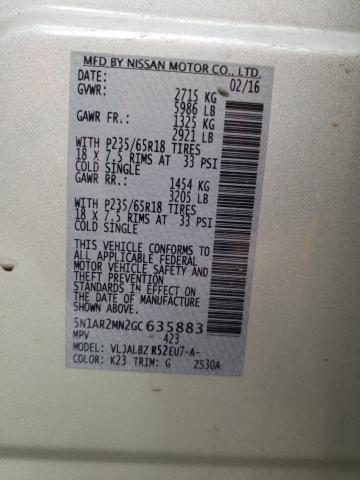 MFD BY NISSAN MOTOR CO., LTD.
DATE: 02/16
GVWR: 2715 KG
5986 LB
GAWR FR.: 1325 KG
2921 LB
WITH P235/65R18 TIRES
18 X 7.5 RIMS AT 33 PSI
COLD SINGLE
GAWR RR.: 1454 KG
3205 LB
WITH P235/65R18 TIRES
18 X 7.5 RIMS AT 33 PSI
COLD SINGLE
THIS VEHICLE CONFORMS TO
ALL APPLICABLE FEDERAL
MOTOR VEHICLE SAFETY AND
THEFT PREVENTION
STANDARDS IN EFFECT ON
THE DATE OF MANUFACTURE
SHOWN ABOVE.
5N1AR2MN2GC635883
MPV 423
MODEL: VLJALBZ R52EU7-A-
COLOR: K23 TRIM: G ZS30A